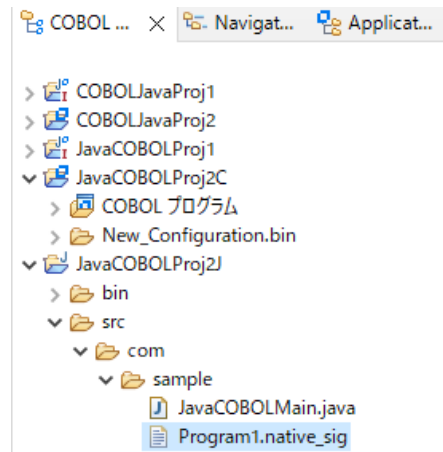 COBOL ... Navigat... Applicat...
COBOLJavaProj1
COBOLJavaProj2
JavaCOBOLProj1
JavaCOBOLProj2C
COBOL プログラム
New_Configuration.bin
JavaCOBOLProj2J
bin
src
com
sample
JavaCOBOLMain.java
Program1.native_sig